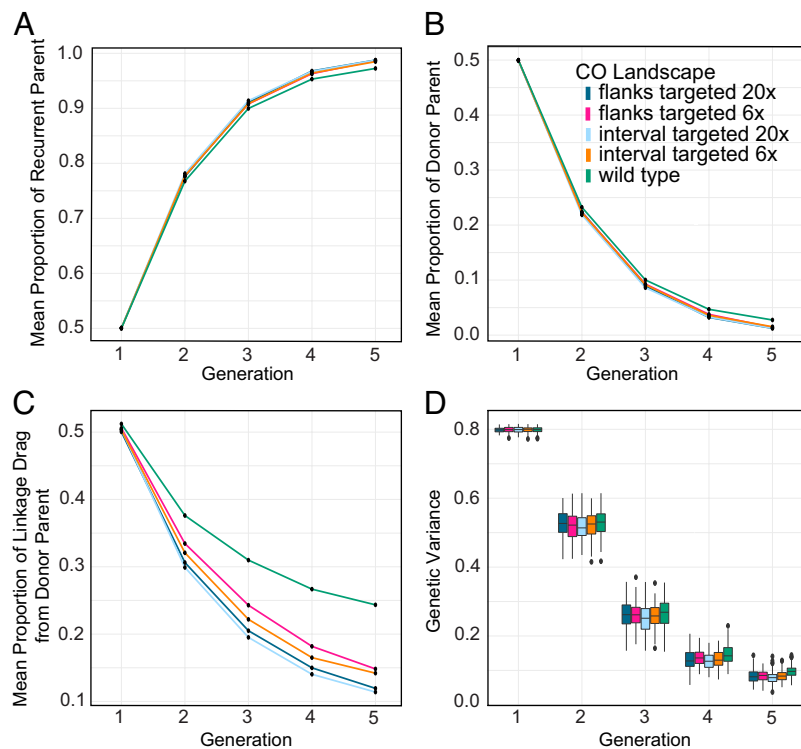 A
Mean Proportion of Recurrent Parent
1.0
0.9
0.8
0.7
0.6
0.5
1 2 3 4 5
Generation
B
Mean Proportion of Donor Parent
0.5
0.4
0.3
0.2
0.1
0.0
CO Landscape
flanks targeted 20x
flanks targeted 6x
interval targeted 20x
interval targeted 6x
wild type
1 2 3 4 5
Generation
C
Mean Proportion of Linkage Drag
from Donor Parent
0.5
0.4
0.3
0.2
0.1
1 2 3 4 5
Generation
D
Genetic Variance
0.8
0.6
0.4
0.2
0.0
1 2 3 4 5
Generation